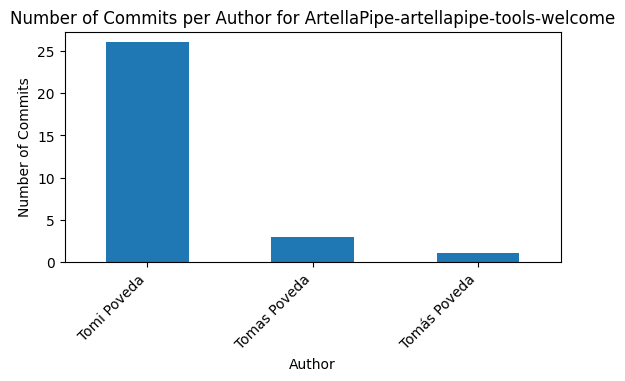 Number of Commits per Author for ArtellaPipe-artellapipe-tools-welcome
Number of Commits
25
20
15
10
5
0
Tomi Poveda
Tomas Poveda
Tomás Poveda
Author